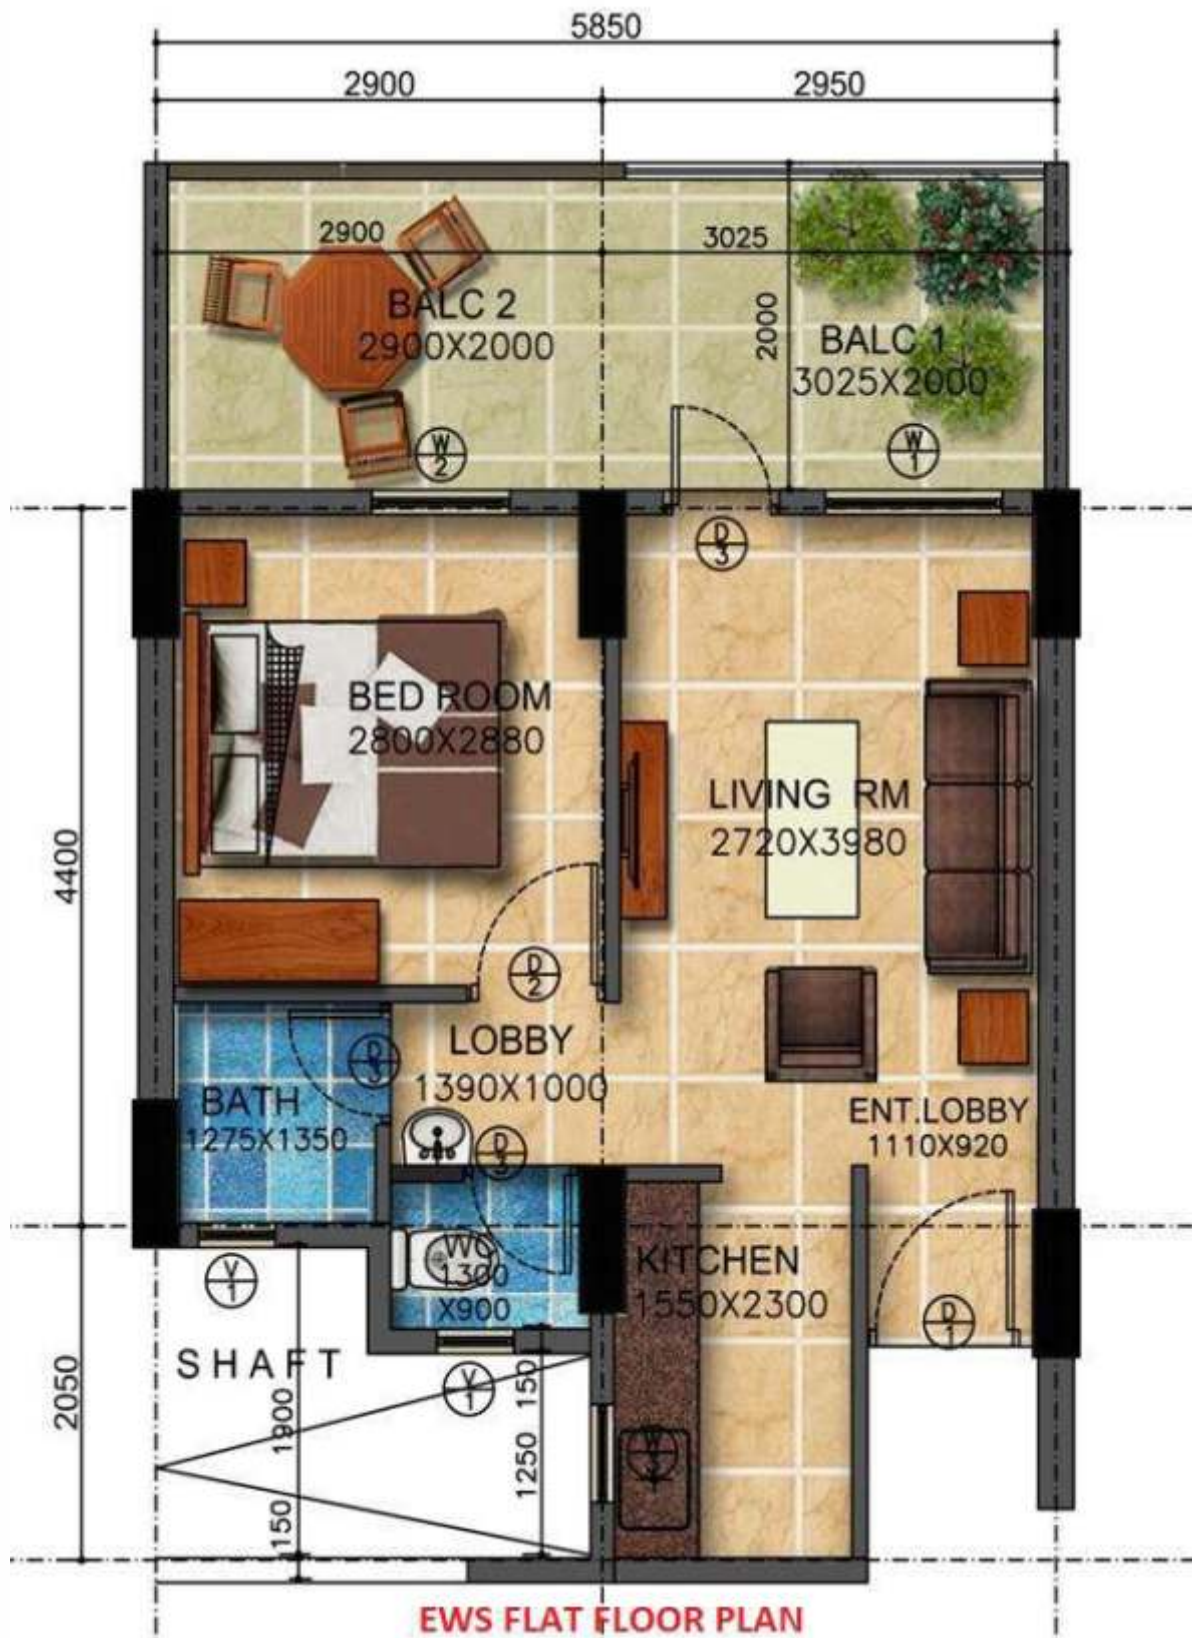 5850
2900
2950
2900
3025
2000
BALC 2
2900X2000
BALC 1
3025X2000
W
2
W
1
D
3
BED ROOM
2800X2880
LIVING RM
2720X3980
4400
D
2
LOBBY
1390X1000
D
3
BATH
1275X1350
ENT.LOBBY
1110X920
D
3
WC
1300
X900
KITCHEN
1550X2300
V
1
D
1
SHAFT
V
1
2050
1900
150
150
1250
W
3
EWS FLAT FLOOR PLAN